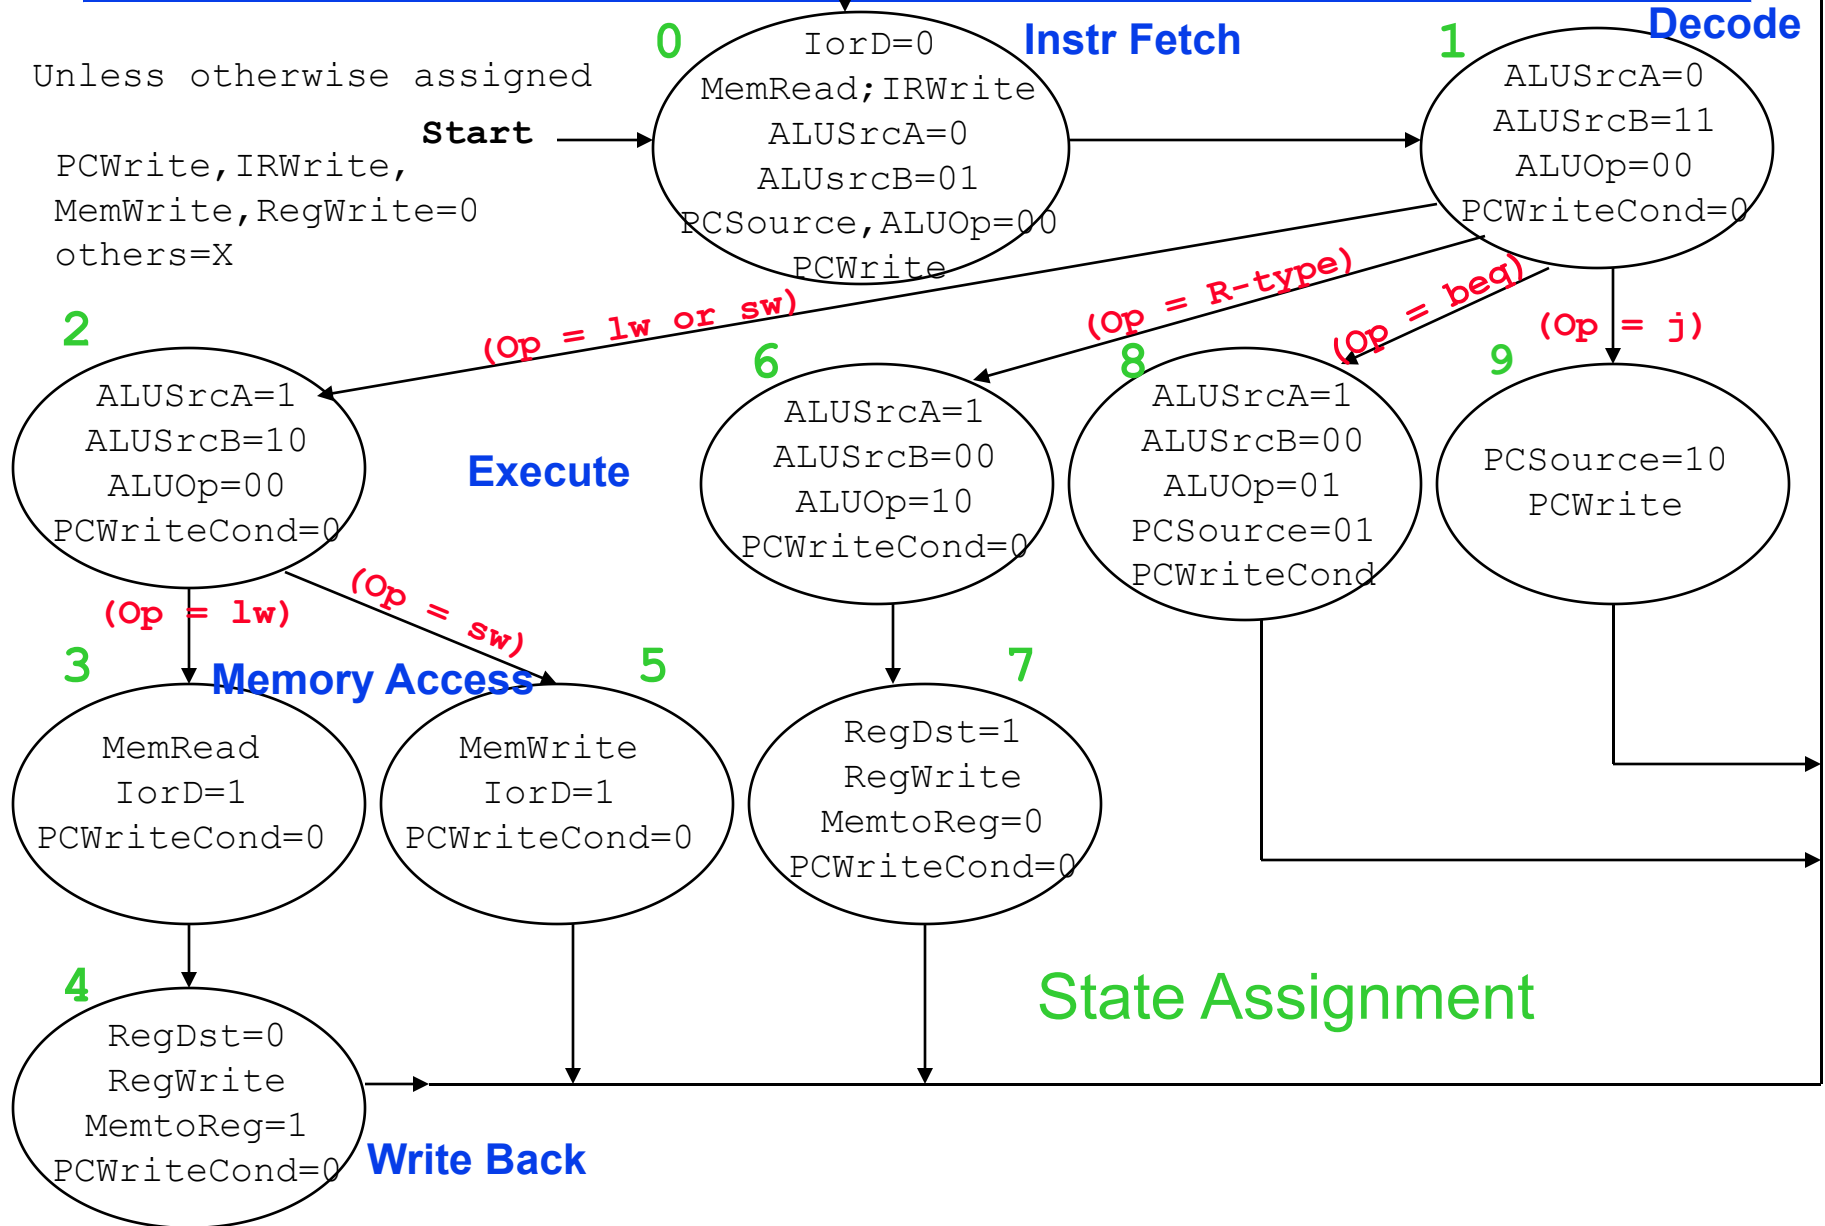 Unless otherwise assigned
PCWrite,IRWrite,
MemWrite,RegWrite=0
others=X
Start
0
Instr Fetch
IorD=0
MemRead;IRWrite
ALUSrcA=0
ALUsrcB=01
PCSource,ALUOp=00
PCWrite
1
Decode
ALUSrcA=0
ALUSrcB=11
ALUOp=00
PCWriteCond=0
(Op = lw or sw)
(Op = R-type)
(Op = beq)
(Op = j)
2
ALUSrcA=1
ALUSrcB=10
ALUOp=00
PCWriteCond=0
Execute
6
ALUSrcA=1
ALUSrcB=00
ALUOp=10
PCWriteCond=0
8
ALUSrcA=1
ALUSrcB=00
ALUOp=01
PCSource=01
PCWriteCond
9
PCSource=10
PCWrite
(Op = lw)
(Op = sw)
3
Memory Access
MemRead
IorD=1
PCWriteCond=0
5
MemWrite
IorD=1
PCWriteCond=0
7
RegDst=1
RegWrite
MemtoReg=0
PCWriteCond=0
4
RegDst=0
RegWrite
MemtoReg=1
PCWriteCond=0
Write Back
State Assignment